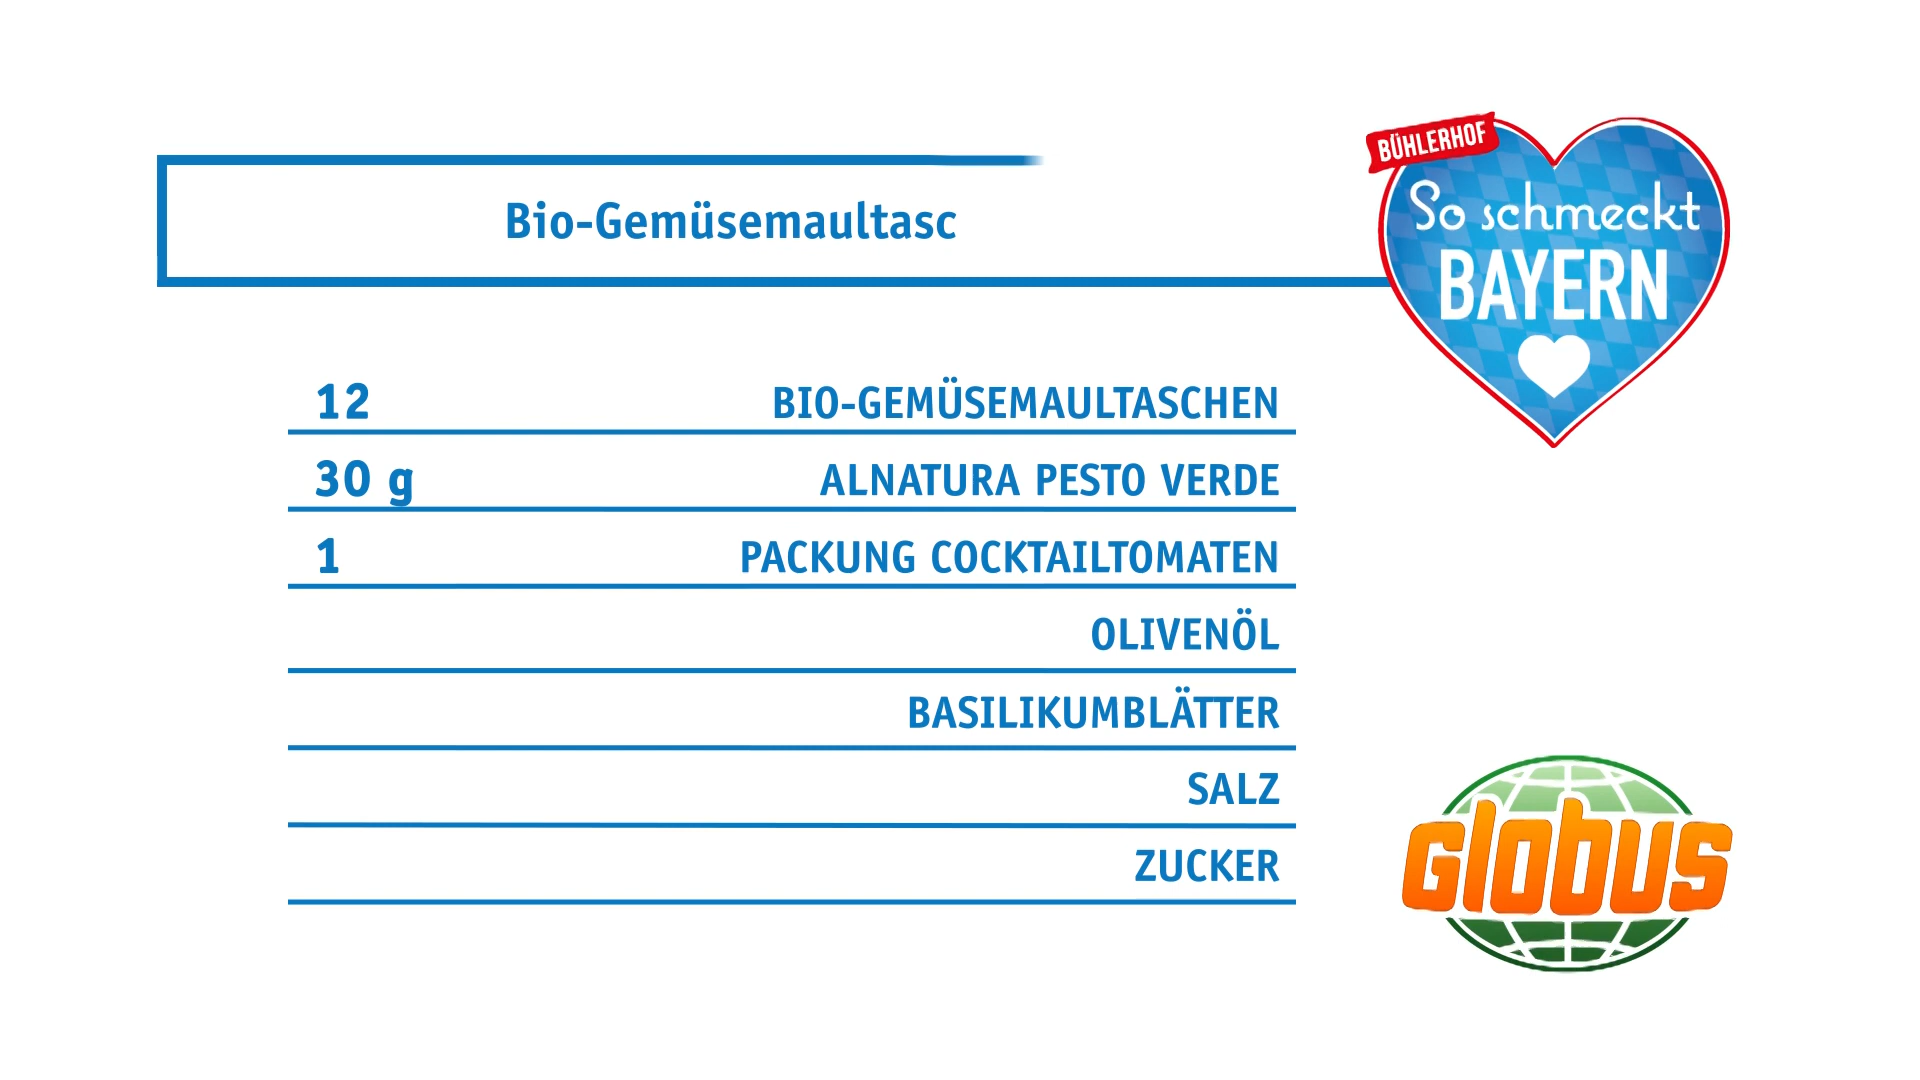 BÜHLERHOF
So schmeckt
BAYERN
Bio-Gemüsemaultasc
12 BIO-GEMÜSEMAULTASCHEN
30 g ALNATURA PESTO VERDE
1 PACKUNG COCKTAILTOMATEN
OLIVENÖL
BASILIKUMBLÄTTER
SALZ
ZUCKER
globus